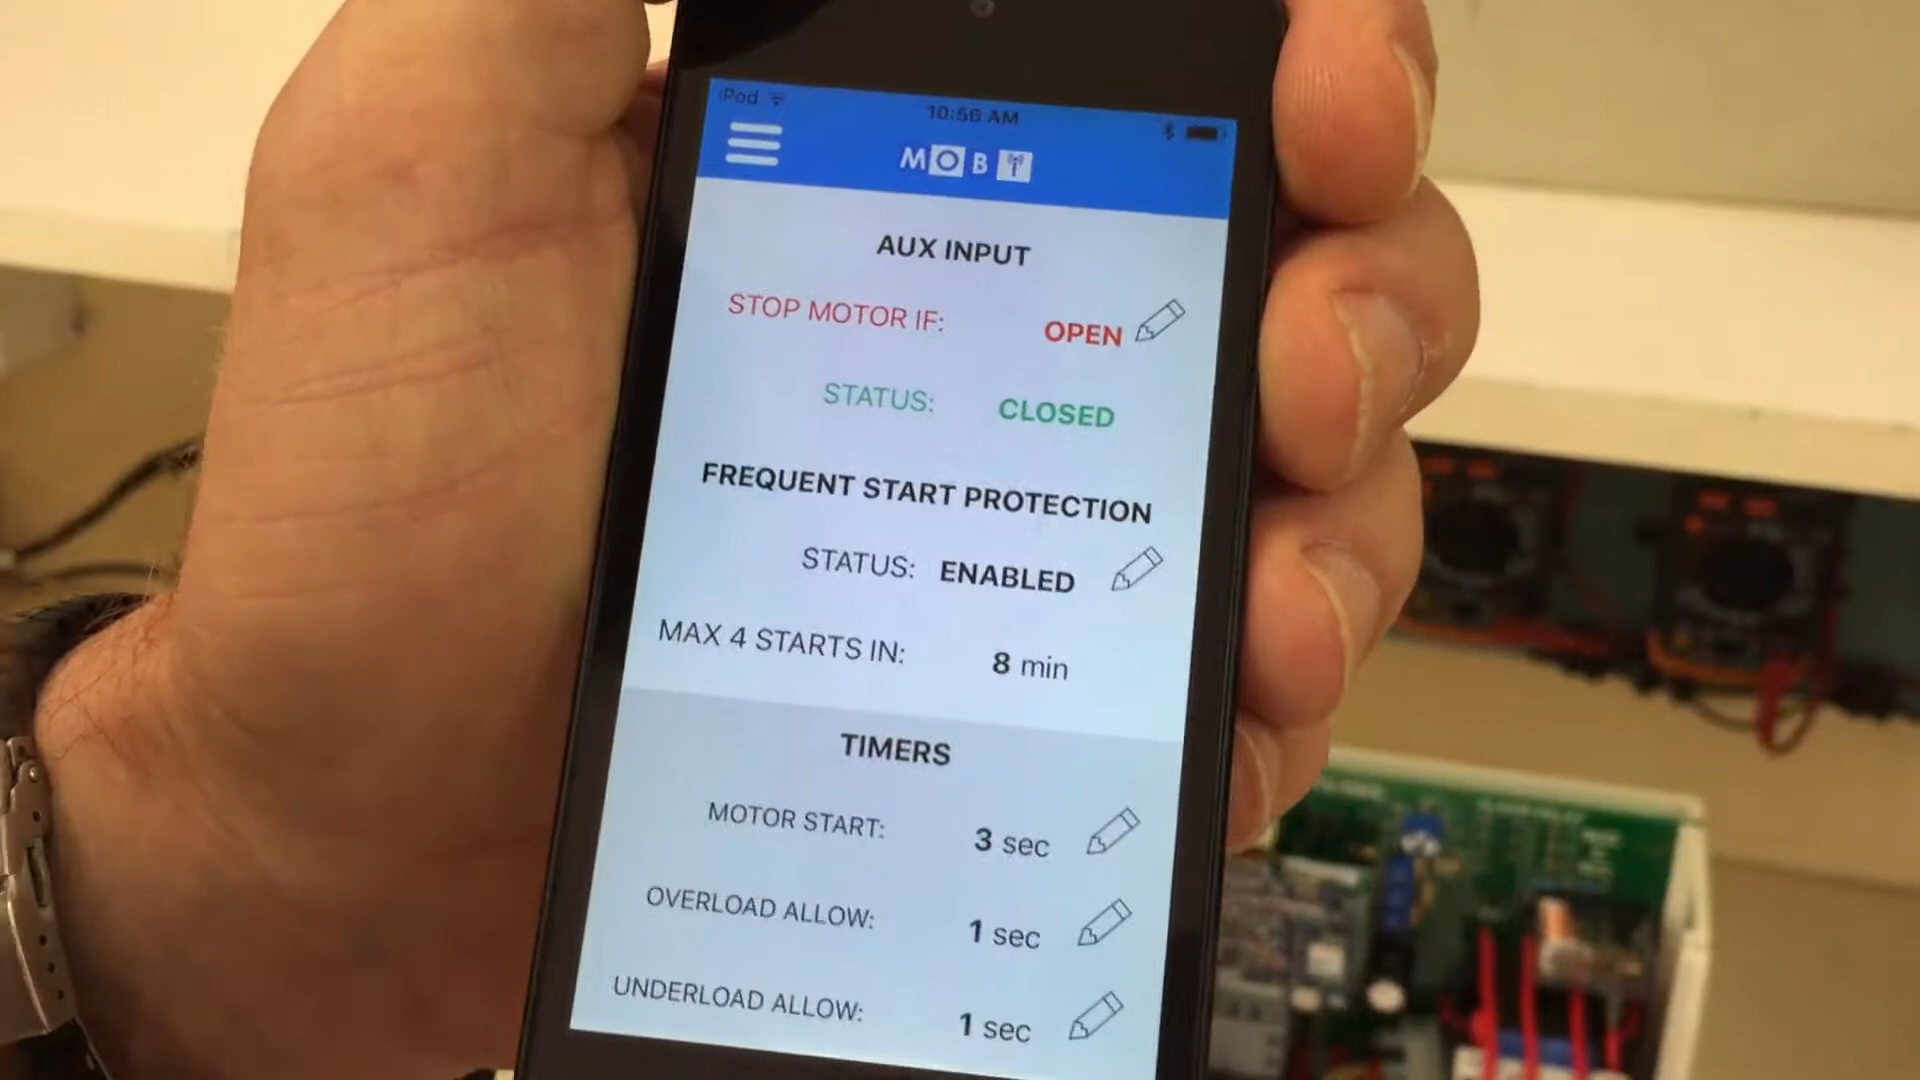 iPod 10:56 AM
MOBI
AUX INPUT
STOP MOTOR IF: OPEN
STATUS: CLOSED
FREQUENT START PROTECTION
STATUS: ENABLED
MAX 4 STARTS IN: 8 min
TIMERS
MOTOR START: 3 sec
OVERLOAD ALLOW: 1 sec
UNDERLOAD ALLOW: 1 sec